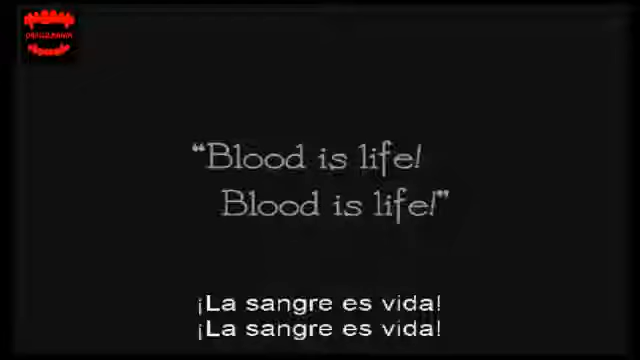 “Blood is life!
Blood is life!”
¡La sangre es vida!
¡La sangre es vida!